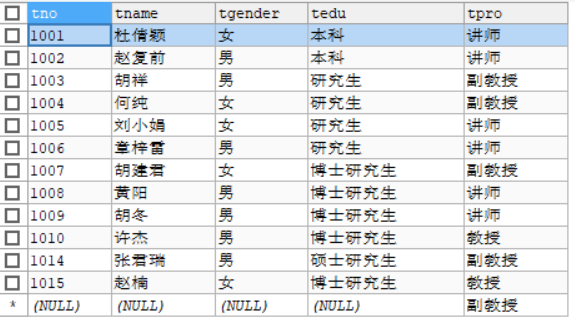 tno tname tgender tedu tpro
1001 杜倩颖 女 本科 讲师
1002 赵复前 男 本科 讲师
1003 胡祥 男 研究生 副教授
1004 何纯 女 研究生 副教授
1005 刘小娟 女 研究生 讲师
1006 章梓雷 男 研究生 讲师
1007 胡建君 女 博士研究生 副教授
1008 黄阳 男 博士研究生 讲师
1009 胡冬 男 博士研究生 讲师
1010 许杰 男 博士研究生 教授
1014 张君瑞 男 硕士研究生 副教授
1015 赵楠 女 博士研究生 教授
* (NULL) (NULL) (NULL) (NULL) 副教授